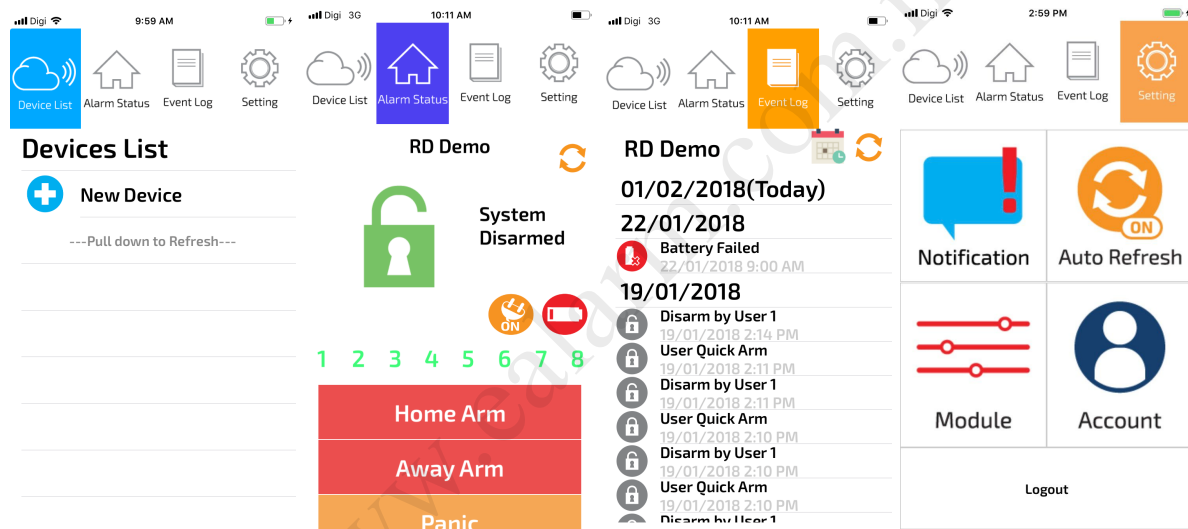 Digi 9:59 AM
Device List Alarm Status Event Log Setting
Devices List
New Device
---Pull down to Refresh---
Digi 3G 10:11 AM
Device List Alarm Status Event Log Setting
RD Demo
System
Disarmed
ON
1 2 3 4 5 6 7 8
Home Arm
Away Arm
Panic
Digi 3G 10:11 AM
Device List Alarm Status Event Log Setting
RD Demo
01/02/2018(Today)
22/01/2018
Battery Failed
22/01/2018 9:00 AM
19/01/2018
Disarm by User 1
19/01/2018 2:14 PM
User Quick Arm
19/01/2018 2:11 PM
Disarm by User 1
19/01/2018 2:11 PM
User Quick Arm
19/01/2018 2:10 PM
Disarm by User 1
19/01/2018 2:10 PM
User Quick Arm
19/01/2018 2:10 PM
Disarm by User 1
Digi 2:59 PM
Device List Alarm Status Event Log Setting
Notification
ON
Auto Refresh
Module
Account
Logout